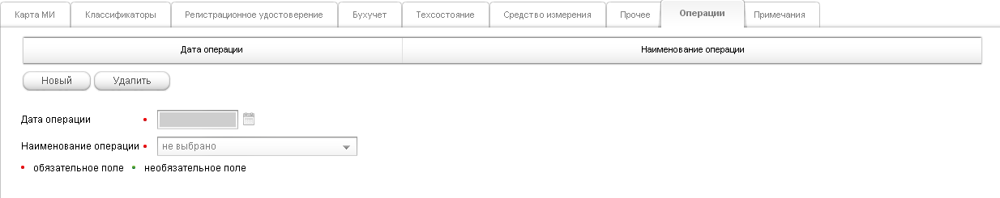 Карта МИ Классификаторы Регистрационное удостоверение Бухучет Техсостояние Средство измерения Прочее Операции Примечания
Дата операции Наименование операции
Новый Удалить
Дата операции
Наименование операции не выбрано
обязательное поле необязательное поле